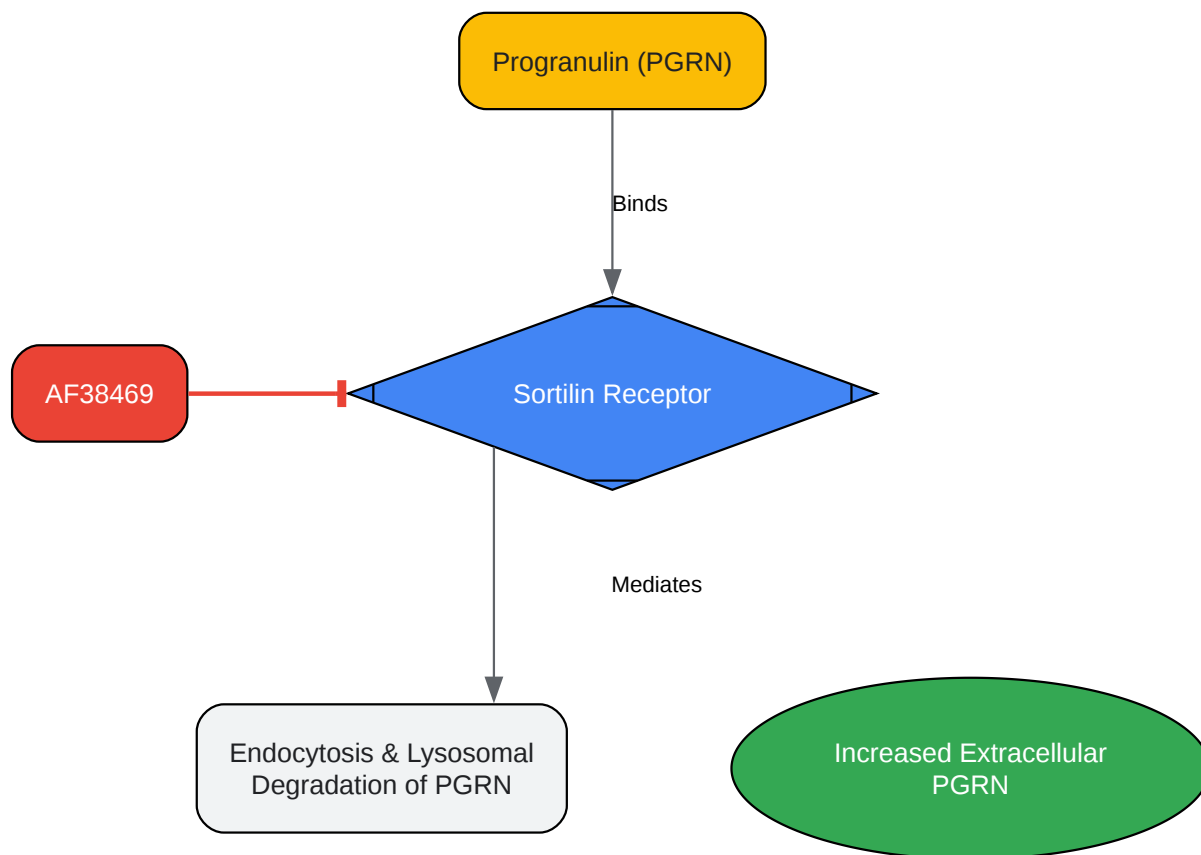 Progranulin (PGRN)
Binds
AF38469
Sortilin Receptor
Mediates
Endocytosis & Lysosomal
Degradation of PGRN
Increased Extracellular
PGRN